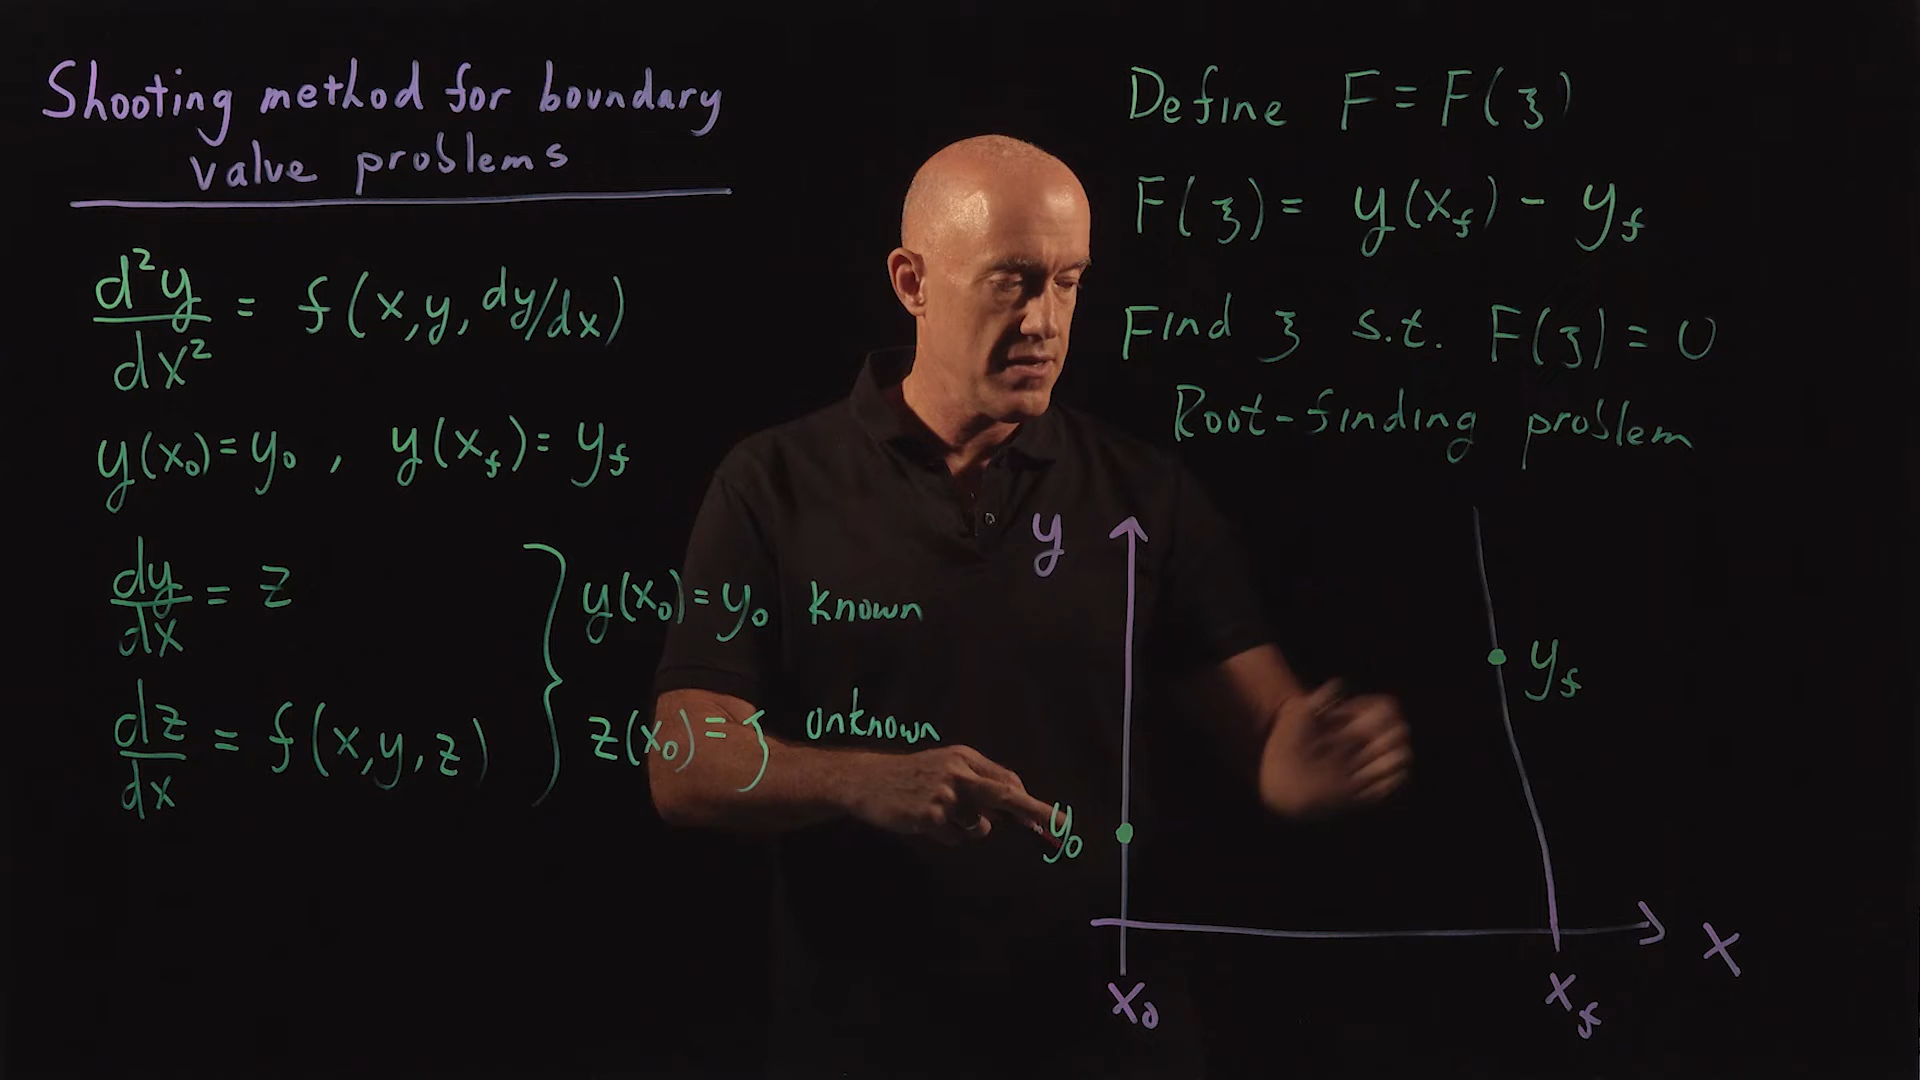 Shooting method for boundary
value problems
d²y/dx² = f(x,y, dy/dx)
y(x₀)=y₀ , y(x_f)= y_f
dy/dx = z
y(x₀)=y₀ known
dz/dx = f(x,y,z)
z(x₀)= ξ unknown
Define F = F(ξ)
F(ξ)= y(x_f) - y_f
Find ξ s.t. F(ξ) = 0
Root-finding problem
y
y_f
y₀
x
x₀
x_f